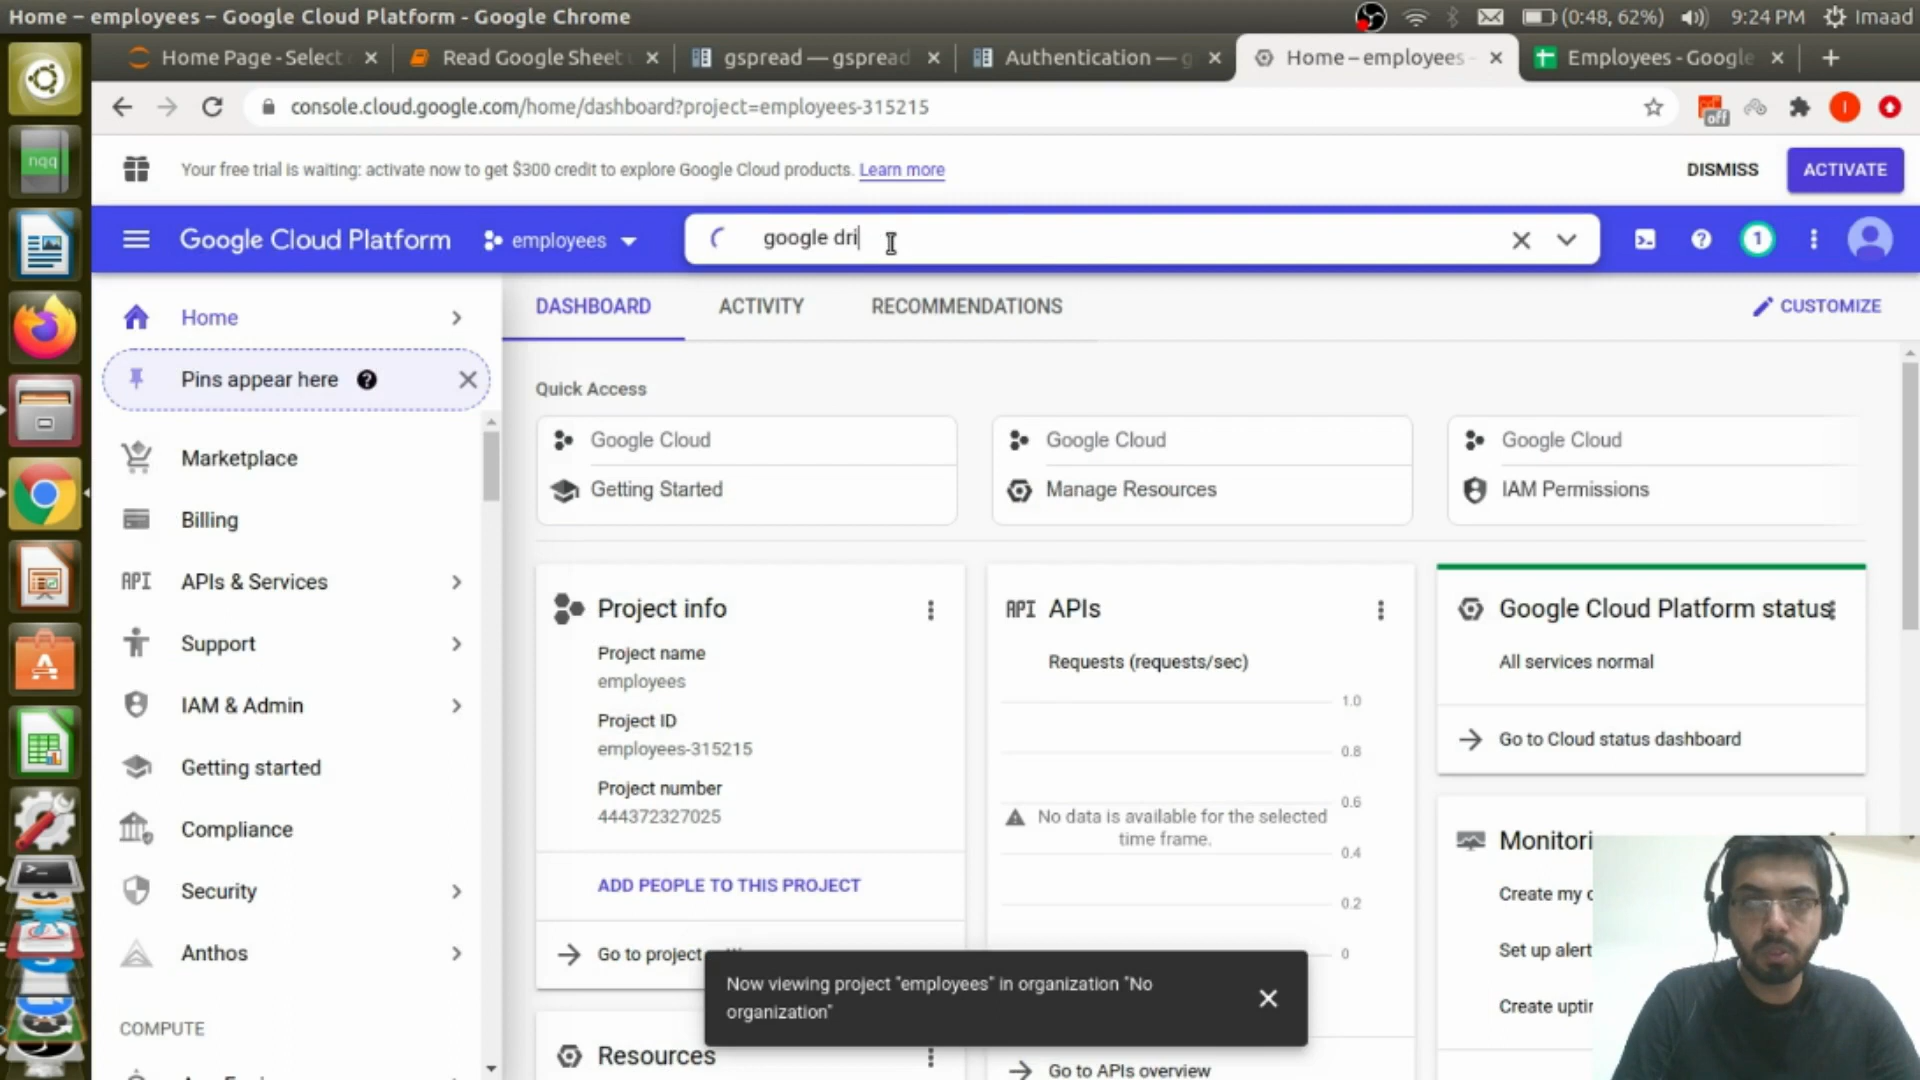 Home – employees – Google Cloud Platform - Google Chrome
(0:48, 62%)
9:24 PM
Imaad
Home Page - Select
Read Google Sheet
gspread — gspread
Authentication — g
Home – employees -
Employees - Google
console.cloud.google.com/home/dashboard?project=employees-315215
off
I
Your free trial is waiting: activate now to get $300 credit to explore Google Cloud products. Learn more
DISMISS
ACTIVATE
Google Cloud Platform
employees
google dri
1
Home
Pins appear here
Marketplace
Billing
API APIs & Services
Support
IAM & Admin
Getting started
Compliance
Security
Anthos
COMPUTE
DASHBOARD
ACTIVITY
RECOMMENDATIONS
CUSTOMIZE
Quick Access
Google Cloud
Getting Started
Google Cloud
Manage Resources
Google Cloud
IAM Permissions
Project info
Project name
employees
Project ID
employees-315215
Project number
444372327025
ADD PEOPLE TO THIS PROJECT
Go to project
Resources
API APIs
Requests (requests/sec)
1.0
0.8
0.6
No data is available for the selected
time frame.
0.4
0.2
0
Go to APIs overview
Google Cloud Platform status
All services normal
Go to Cloud status dashboard
Monitori
Create my
Set up alert
Create upti
Now viewing project "employees" in organization "No
organization"
nqq